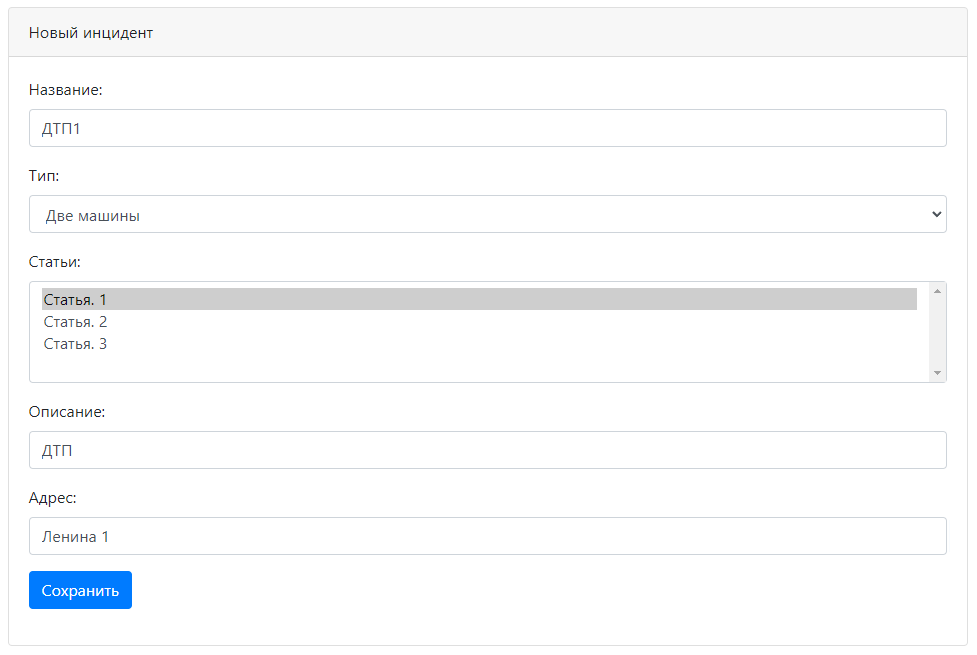 Новый инцидент
Название:
ДТП1
Тип:
Две машины
Статьи:
Статья. 1
Статья. 2
Статья. 3
Описание:
ДТП
Адрес:
Ленина 1
Сохранить